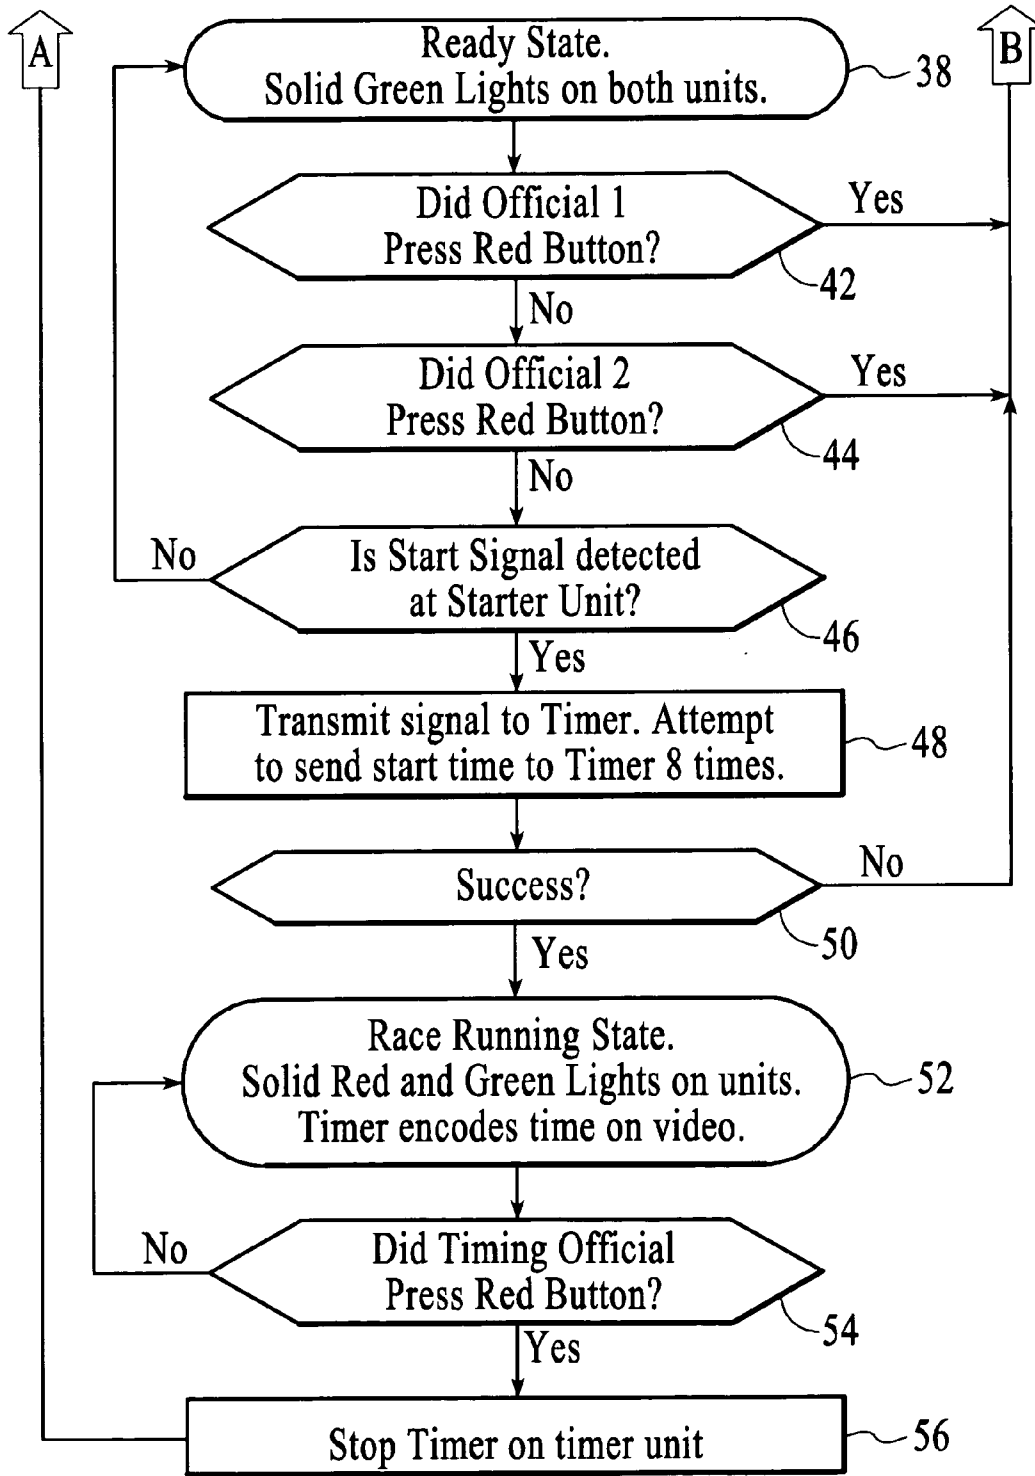 A
B
Ready State.
Solid Green Lights on both units.
38
Did Official 1
Press Red Button?
Yes
42
No
Did Official 2
Press Red Button?
Yes
44
No
Is Start Signal detected
at Starter Unit?
No
46
Yes
Transmit signal to Timer. Attempt
to send start time to Timer 8 times.
48
Success?
No
50
Yes
Race Running State.
Solid Red and Green Lights on units.
Timer encodes time on video.
52
Did Timing Official
Press Red Button?
No
54
Yes
Stop Timer on timer unit
56